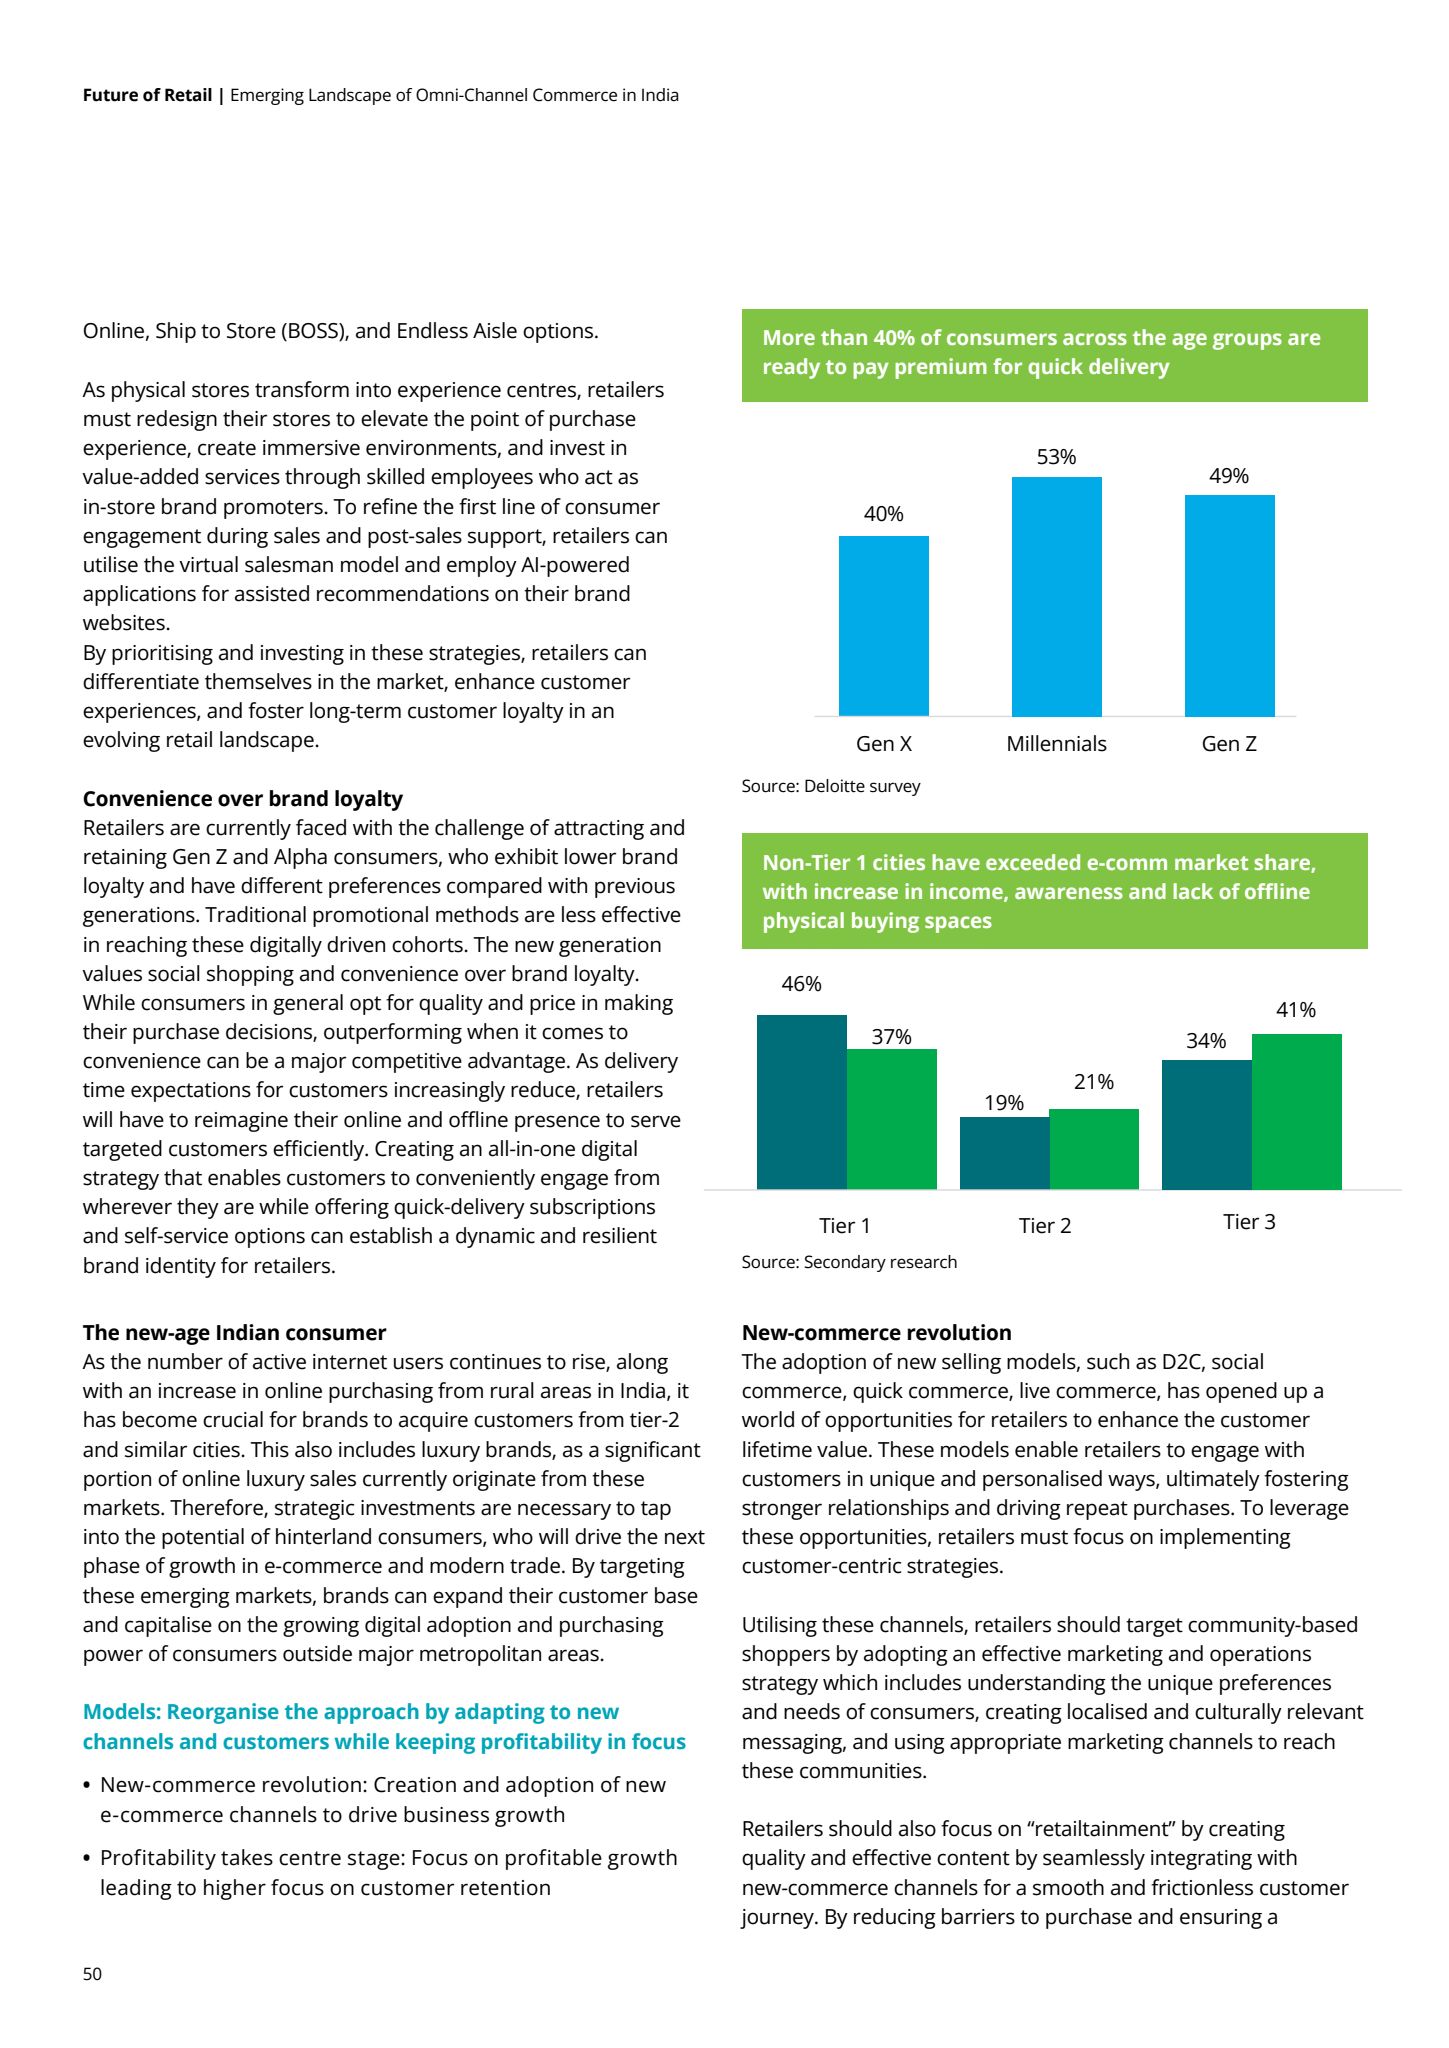 Future of Retail | Emerging Landscape of Omni-Channel Commerce in India
Online, Ship to Store (BOSS), and Endless Aisle options.
As physical stores transform into experience centres, retailers
must redesign their stores to elevate the point of purchase
experience, create immersive environments, and invest in
value-added services through skilled employees who act as
in-store brand promoters. To refine the first line of consumer
engagement during sales and post-sales support, retailers can
utilise the virtual salesman model and employ AI-powered
applications for assisted recommendations on their brand
websites.
By prioritising and investing in these strategies, retailers can
differentiate themselves in the market, enhance customer
experiences, and foster long-term customer loyalty in an
evolving retail landscape.
Convenience over brand loyalty
Retailers are currently faced with the challenge of attracting and
retaining Gen Z and Alpha consumers, who exhibit lower brand
loyalty and have different preferences compared with previous
generations. Traditional promotional methods are less effective
in reaching these digitally driven cohorts. The new generation
values social shopping and convenience over brand loyalty.
While consumers in general opt for quality and price in making
their purchase decisions, outperforming when it comes to
convenience can be a major competitive advantage. As delivery
time expectations for customers increasingly reduce, retailers
will have to reimagine their online and offline presence to serve
targeted customers efficiently. Creating an all-in-one digital
strategy that enables customers to conveniently engage from
wherever they are while offering quick-delivery subscriptions
and self-service options can establish a dynamic and resilient
brand identity for retailers.
More than 40% of consumers across the age groups are
ready to pay premium for quick delivery
40%
53%
49%
Gen X
Millennials
Gen Z
Source: Deloitte survey
Non-Tier 1 cities have exceeded e-comm market share,
with increase in income, awareness and lack of offline
physical buying spaces
46%
37%
19%
21%
34%
41%
Tier 1
Tier 2
Tier 3
Source: Secondary research
The new-age Indian consumer
As the number of active internet users continues to rise, along
with an increase in online purchasing from rural areas in India, it
has become crucial for brands to acquire customers from tier-2
and similar cities. This also includes luxury brands, as a significant
portion of online luxury sales currently originate from these
markets. Therefore, strategic investments are necessary to tap
into the potential of hinterland consumers, who will drive the next
phase of growth in e-commerce and modern trade. By targeting
these emerging markets, brands can expand their customer base
and capitalise on the growing digital adoption and purchasing
power of consumers outside major metropolitan areas.
Models: Reorganise the approach by adapting to new
channels and customers while keeping profitability in focus
• New-commerce revolution: Creation and adoption of new
e-commerce channels to drive business growth
• Profitability takes centre stage: Focus on profitable growth
leading to higher focus on customer retention
New-commerce revolution
The adoption of new selling models, such as D2C, social
commerce, quick commerce, live commerce, has opened up a
world of opportunities for retailers to enhance the customer
lifetime value. These models enable retailers to engage with
customers in unique and personalised ways, ultimately fostering
stronger relationships and driving repeat purchases. To leverage
these opportunities, retailers must focus on implementing
customer-centric strategies.
Utilising these channels, retailers should target community-based
shoppers by adopting an effective marketing and operations
strategy which includes understanding the unique preferences
and needs of consumers, creating localised and culturally relevant
messaging, and using appropriate marketing channels to reach
these communities.
Retailers should also focus on “retailtainment” by creating
quality and effective content by seamlessly integrating with
new-commerce channels for a smooth and frictionless customer
journey. By reducing barriers to purchase and ensuring a
50